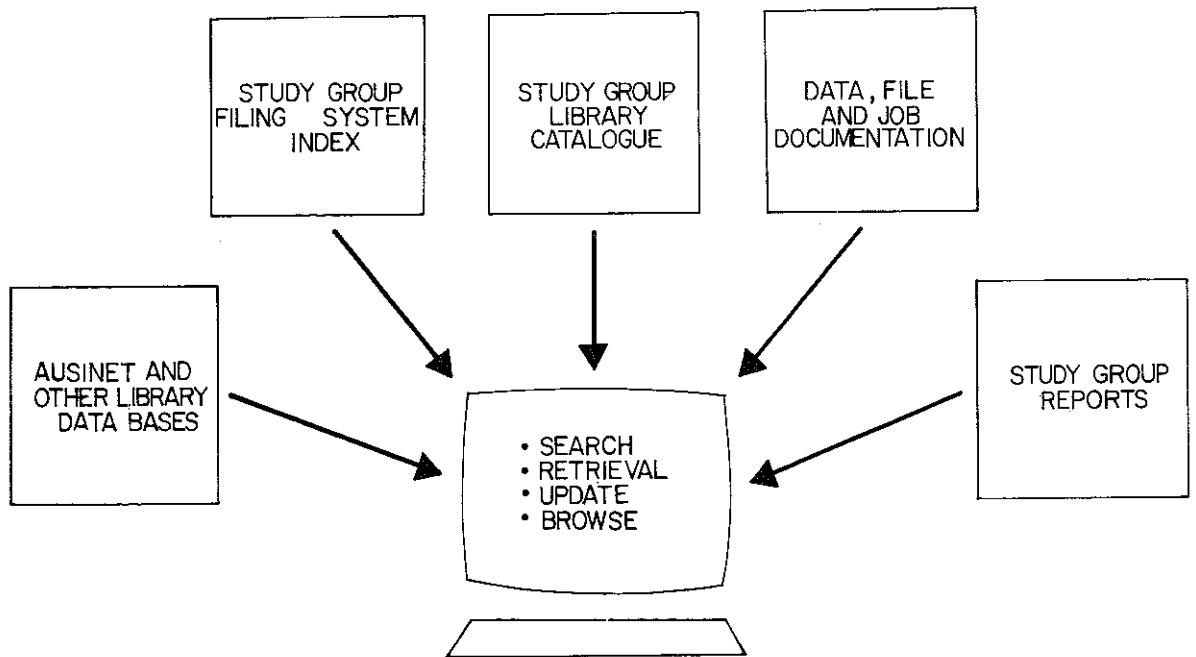 STUDY GROUP
FILING SYSTEM
INDEX
STUDY GROUP
LIBRARY
CATALOGUE
DATA, FILE
AND JOB
DOCUMENTATION
AUSINET AND
OTHER LIBRARY
DATA BASES
• SEARCH
• RETRIEVAL
• UPDATE
• BROWSE
STUDY GROUP
REPORTS